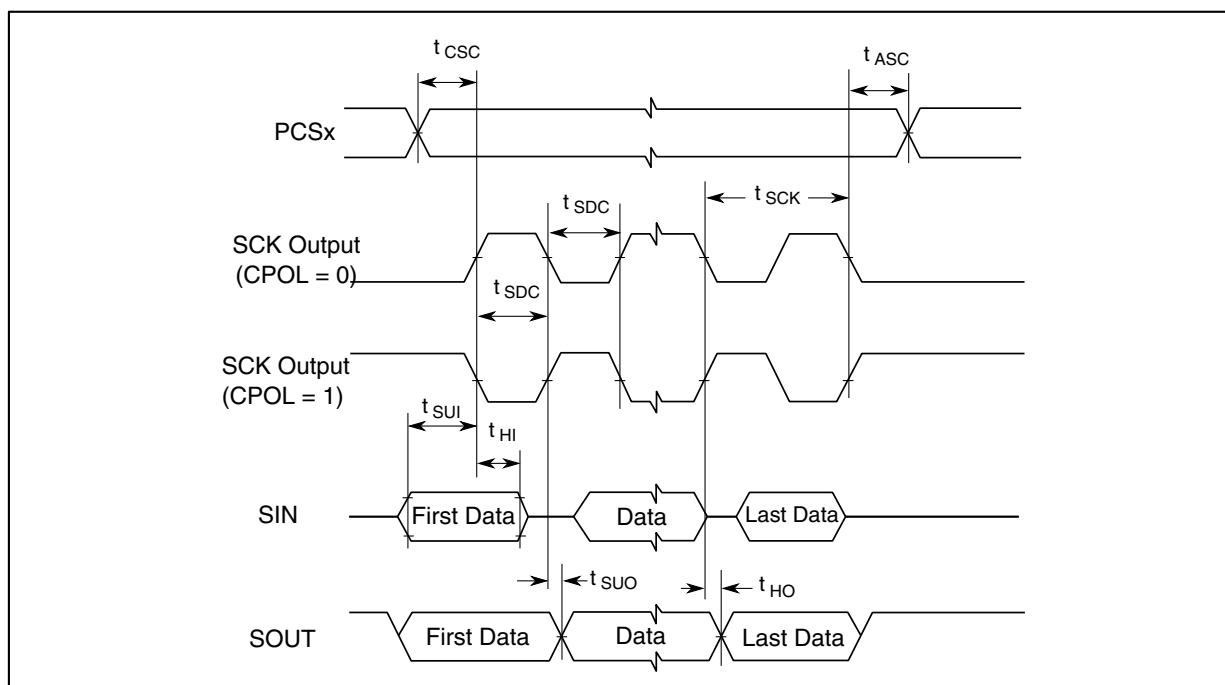 t CSC
t ASC
PCSx
t SCK
t SDC
SCK Output
(CPOL = 0)
t SDC
SCK Output
(CPOL = 1)
t SUI
t HI
SIN
First Data
Data
Last Data
t SUO
t HO
SOUT
First Data
Data
Last Data